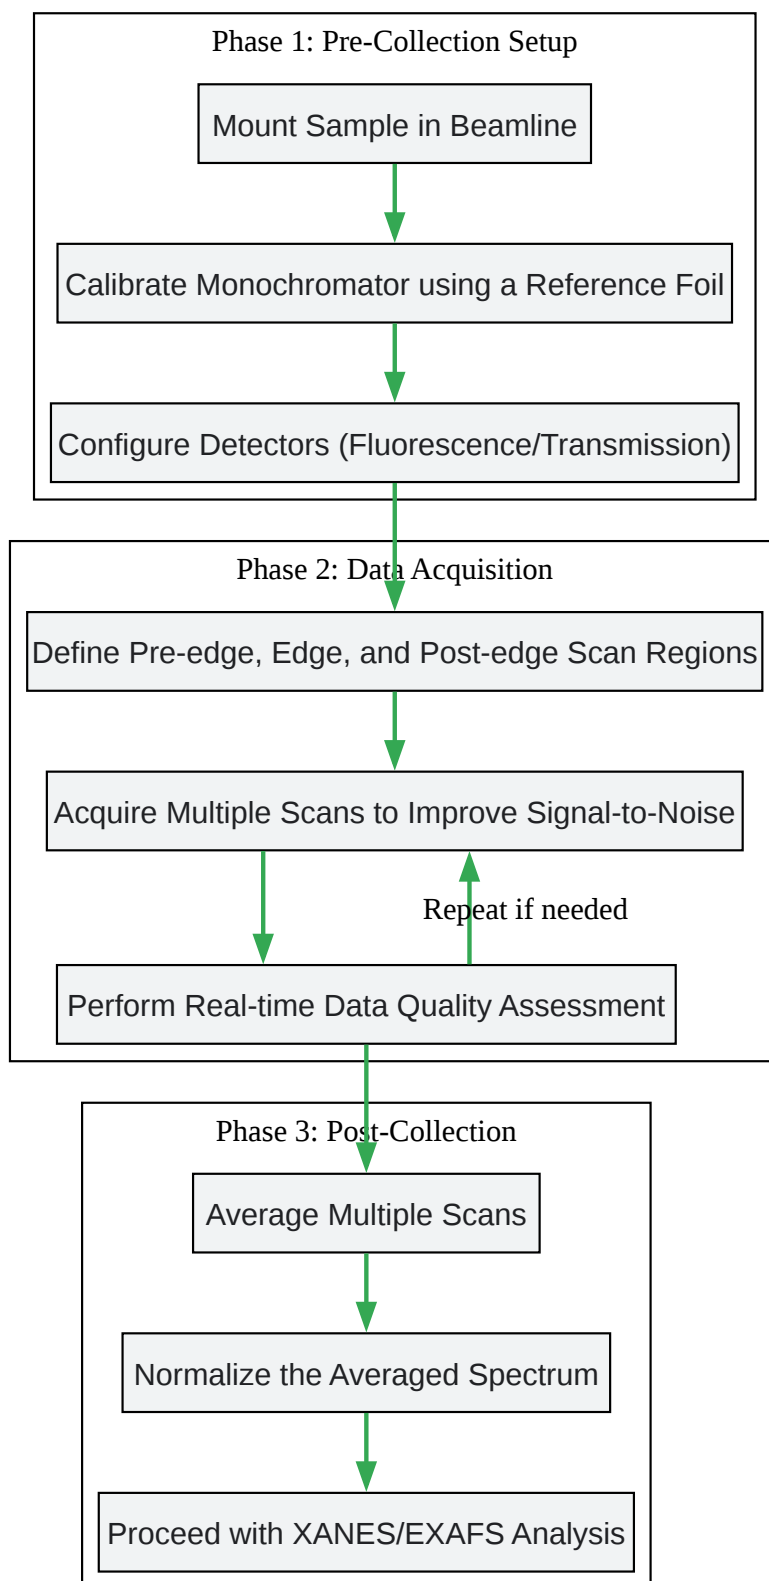 Phase 1: Pre-Collection Setup
Mount Sample in Beamline
Calibrate Monochromator using a Reference Foil
Configure Detectors (Fluorescence/Transmission)
Phase 2: Data Acquisition
Define Pre-edge, Edge, and Post-edge Scan Regions
Acquire Multiple Scans to Improve Signal-to-Noise
Repeat if needed
Perform Real-time Data Quality Assessment
Phase 3: Post-Collection
Average Multiple Scans
Normalize the Averaged Spectrum
Proceed with XANES/EXAFS Analysis